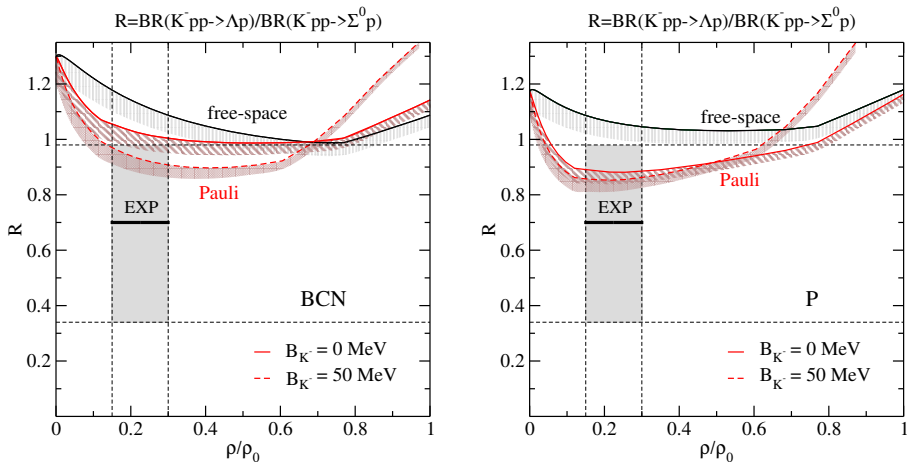 R=BR(K⁻pp->Λp)/BR(K⁻pp->Σ⁰p)
1.2
1
0.8
0.6
0.4
0.2
R
free-space
Pauli
EXP
BCN
B_K⁻ = 0 MeV
B_K⁻ = 50 MeV
0 0.2 0.4 0.6 0.8 1
ρ/ρ₀
R=BR(K⁻pp->Λp)/BR(K⁻pp->Σ⁰p)
1.2
1
0.8
0.6
0.4
0.2
R
free-space
Pauli
EXP
P
B_K⁻ = 0 MeV
B_K⁻ = 50 MeV
0 0.2 0.4 0.6 0.8 1
ρ/ρ₀